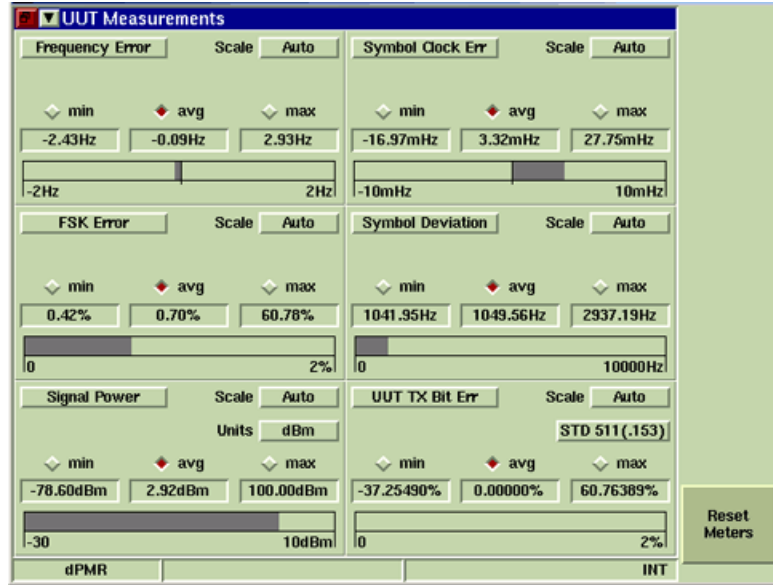 UUT Measurements
Frequency Error Scale Auto
min avg max
-2.43Hz -0.09Hz 2.93Hz
-2Hz 2Hz
Symbol Clock Err Scale Auto
min avg max
-16.97mHz 3.32mHz 27.75mHz
-10mHz 10mHz
FSK Error Scale Auto
min avg max
0.42% 0.70% 60.78%
0 2%
Symbol Deviation Scale Auto
min avg max
1041.95Hz 1049.56Hz 2937.19Hz
0 10000Hz
Signal Power Scale Auto
Units dBm
min avg max
-78.60dBm 2.92dBm 100.00dBm
-30 10dBm
UUT TX Bit Err Scale Auto
STD 511(.153)
min avg max
-37.25490% 0.00000% 60.76389%
0 2%
Reset
Meters
dPMR INT